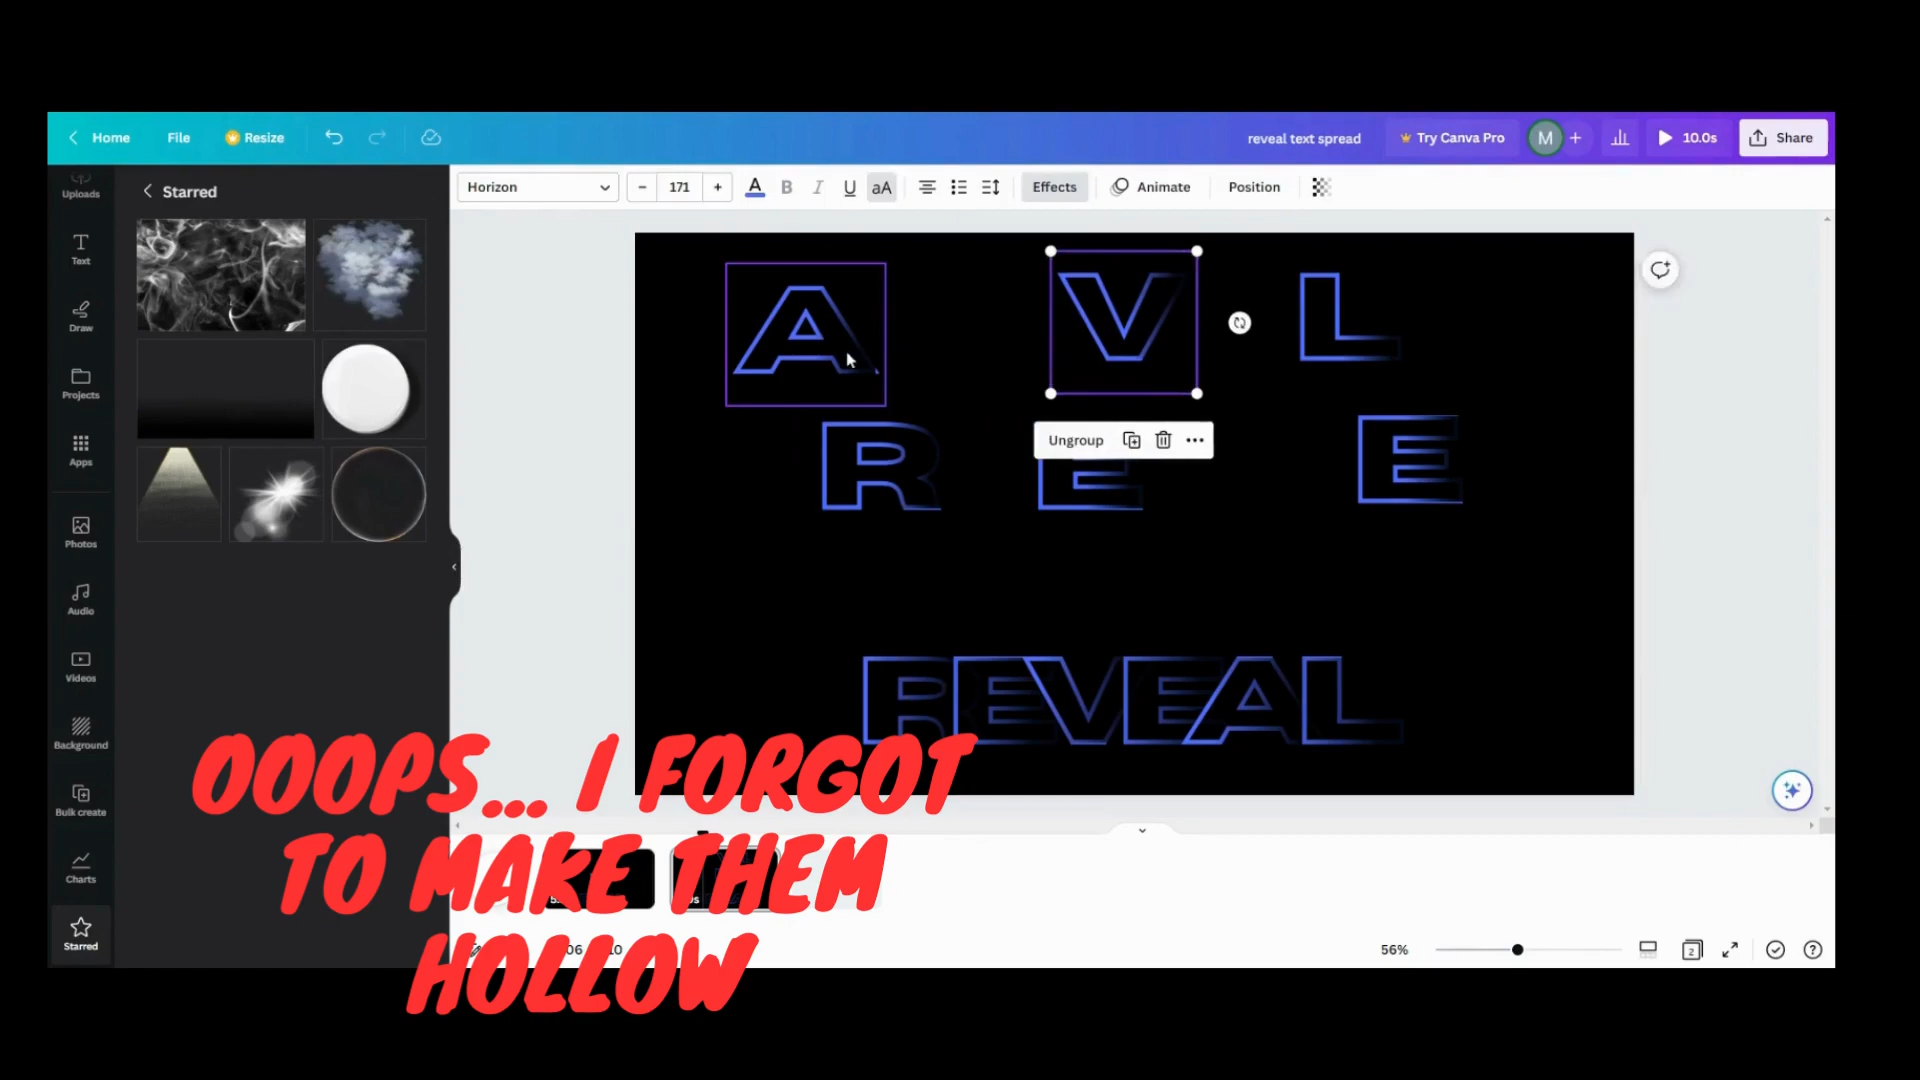 Home File Resize reveal text spread Try Canva Pro M + 10.0s Share
Uploads
Starred
Horizon − 171 + A B I U aA Effects Animate Position
Text
Draw
Projects
Apps
Photos
Audio
Videos
Background
Bulk create
Charts
Starred
A V L
Ungroup
R E E
REVEAL
OOOPS... I FORGOT
TO MAKE THEM
HOLLOW
56% 2 ?